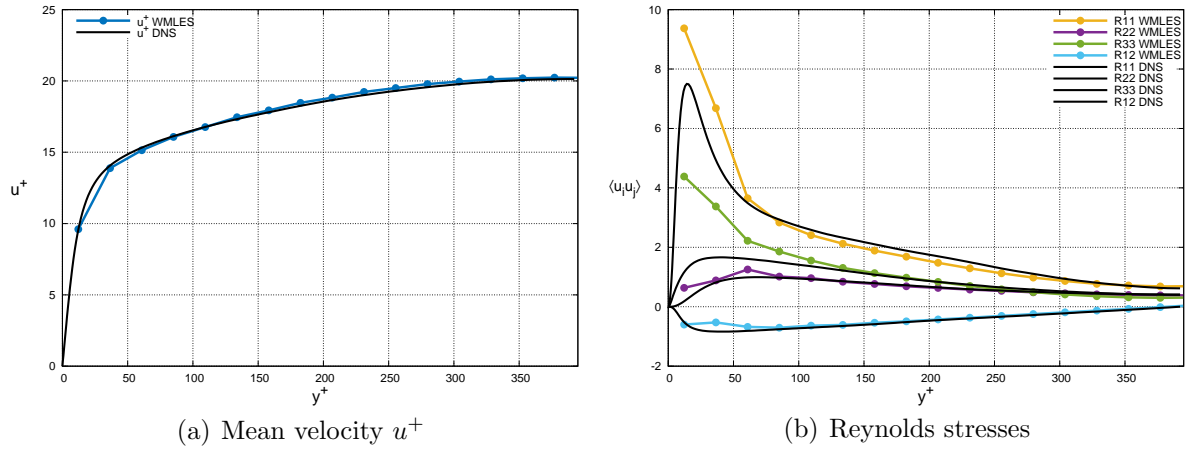 25
20
15
10
5
0
0 50 100 150 200 250 300 350
u⁺
y⁺
u⁺ WMLES
u⁺ DNS
(a) Mean velocity u⁺
10
8
6
4
2
0
-2
0 50 100 150 200 250 300 350
⟨uᵢuⱼ⟩
y⁺
R11 WMLES
R22 WMLES
R33 WMLES
R12 WMLES
R11 DNS
R22 DNS
R33 DNS
R12 DNS
(b) Reynolds stresses